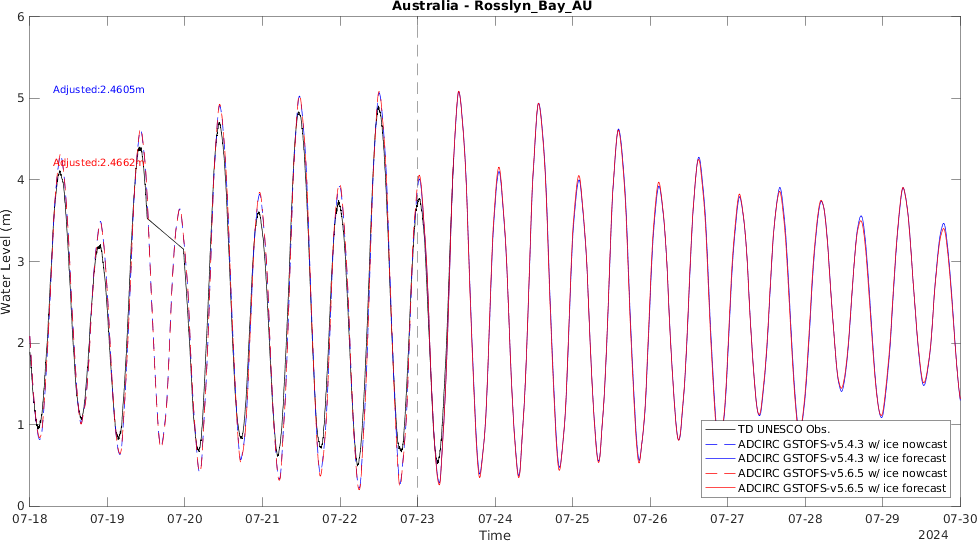 Australia - Rosslyn_Bay_AU
6
5
4
3
2
1
0
Water Level (m)
Adjusted:2.4605m
Adjusted:2.4662m
TD UNESCO Obs.
ADCIRC GSTOFS-v5.4.3 w/ ice nowcast
ADCIRC GSTOFS-v5.4.3 w/ ice forecast
ADCIRC GSTOFS-v5.6.5 w/ ice nowcast
ADCIRC GSTOFS-v5.6.5 w/ ice forecast
07-18 07-19 07-20 07-21 07-22 07-23 07-24 07-25 07-26 07-27 07-28 07-29 07-30
Time
2024